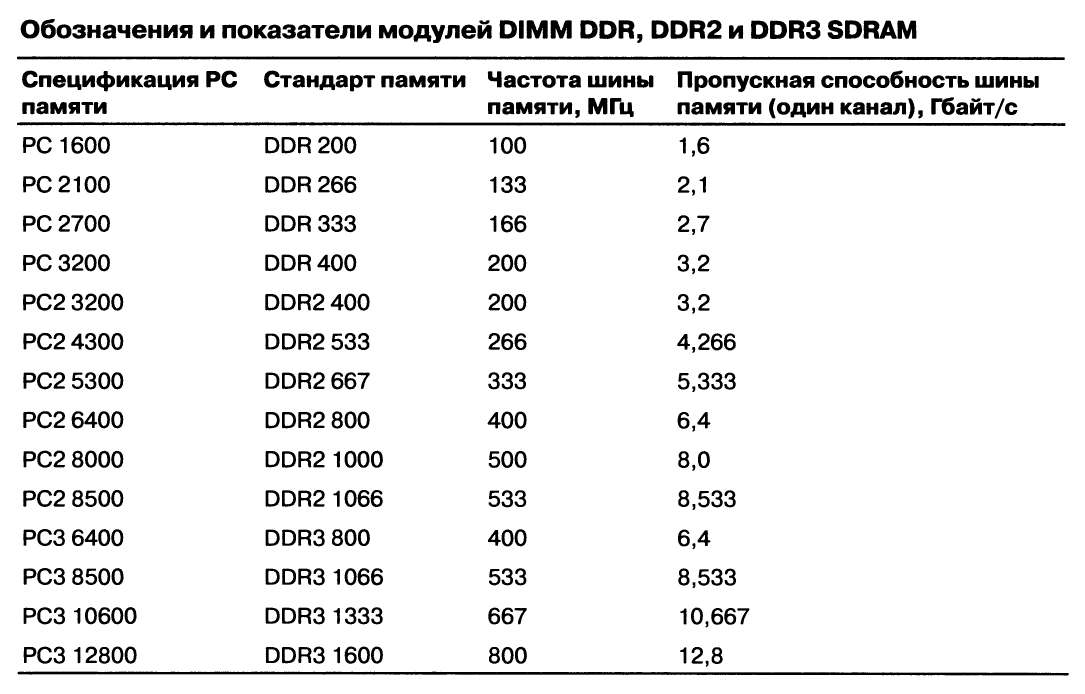 Обозначения и показатели модулей DIMM DDR, DDR2 и DDR3 SDRAM
Спецификация PC памяти Стандарт памяти Частота шины памяти, МГц Пропускная способность шины памяти (один канал), Гбайт/с
PC 1600 DDR 200 100 1,6
PC 2100 DDR 266 133 2,1
PC 2700 DDR 333 166 2,7
PC 3200 DDR 400 200 3,2
PC2 3200 DDR2 400 200 3,2
PC2 4300 DDR2 533 266 4,266
PC2 5300 DDR2 667 333 5,333
PC2 6400 DDR2 800 400 6,4
PC2 8000 DDR2 1000 500 8,0
PC2 8500 DDR2 1066 533 8,533
PC3 6400 DDR3 800 400 6,4
PC3 8500 DDR3 1066 533 8,533
PC3 10600 DDR3 1333 667 10,667
PC3 12800 DDR3 1600 800 12,8